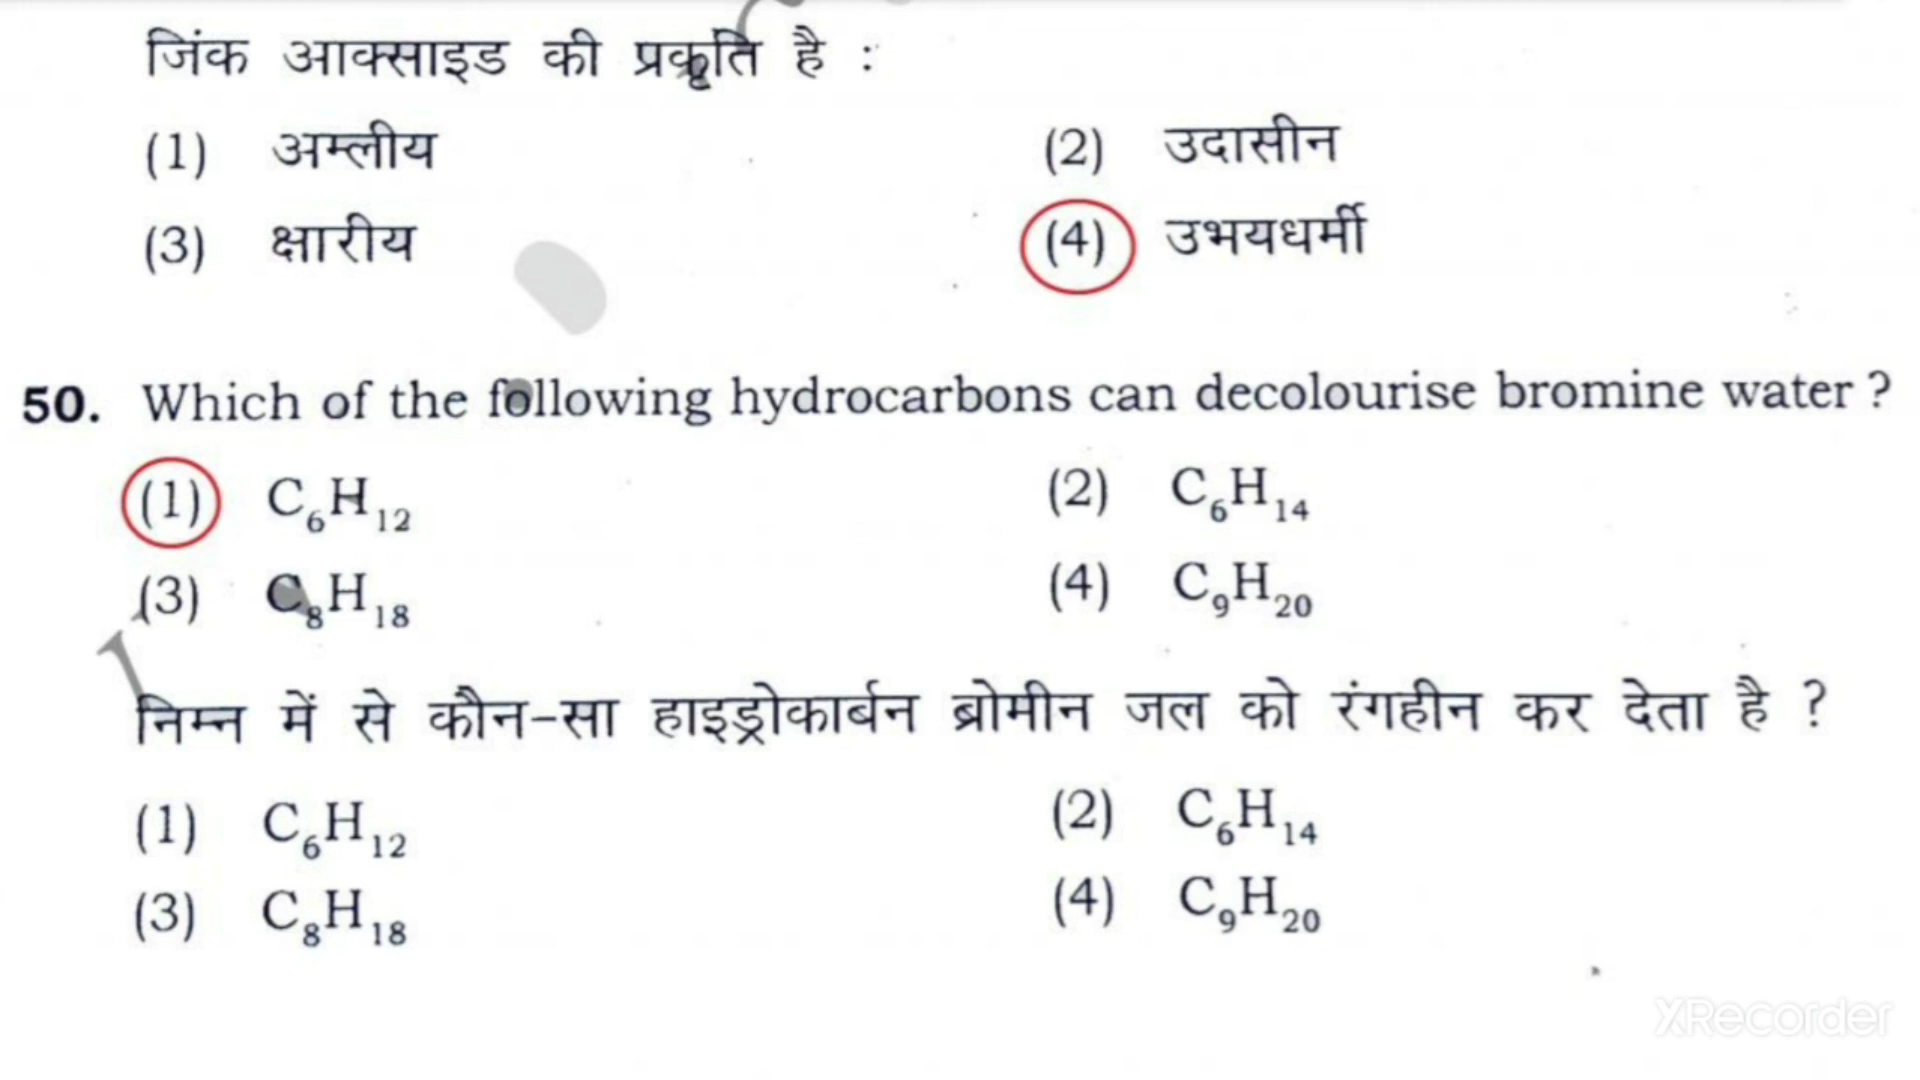 जिंक आक्साइड की प्रकृति है :
(1) अम्लीय (2) उदासीन
(3) क्षारीय (4) उभयधर्मी
50. Which of the following hydrocarbons can decolourise bromine water ?
(1) C₆H₁₂ (2) C₆H₁₄
(3) C₈H₁₈ (4) C₉H₂₀
निम्न में से कौन-सा हाइड्रोकार्बन ब्रोमीन जल को रंगहीन कर देता है ?
(1) C₆H₁₂ (2) C₆H₁₄
(3) C₈H₁₈ (4) C₉H₂₀
XRecorder